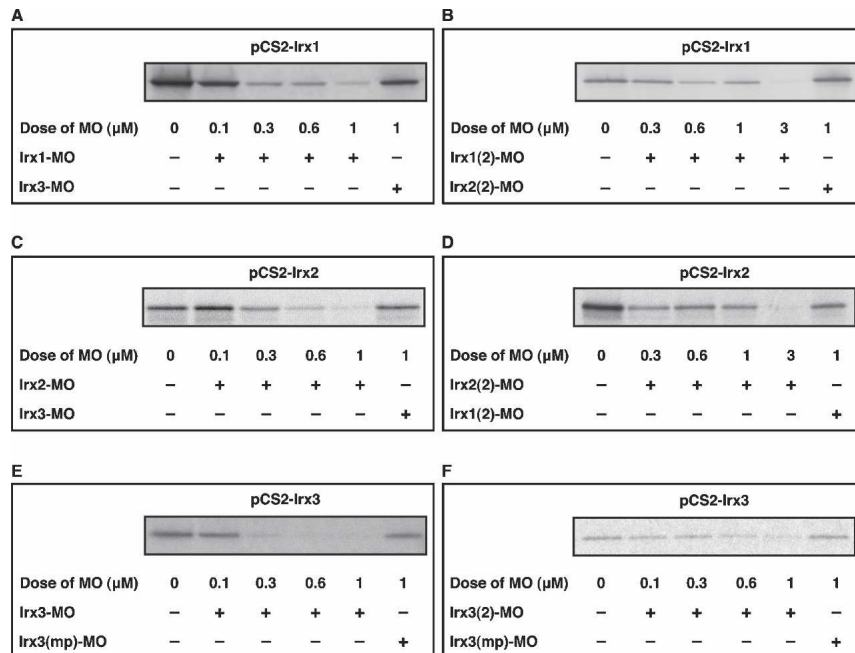 A
pCS2-Irx1
Dose of MO (µM) 0 0.1 0.3 0.6 1 1
Irx1-MO – + + + + –
Irx3-MO – – – – – +
B
pCS2-Irx1
Dose of MO (µM) 0 0.3 0.6 1 3 1
Irx1(2)-MO – + + + + –
Irx2(2)-MO – – – – – +
C
pCS2-Irx2
Dose of MO (µM) 0 0.1 0.3 0.6 1 1
Irx2-MO – + + + + –
Irx3-MO – – – – – +
D
pCS2-Irx2
Dose of MO (µM) 0 0.3 0.6 1 3 1
Irx2(2)-MO – + + + + –
Irx1(2)-MO – – – – – +
E
pCS2-Irx3
Dose of MO (µM) 0 0.1 0.3 0.6 1 1
Irx3-MO – + + + + –
Irx3(mp)-MO – – – – – +
F
pCS2-Irx3
Dose of MO (µM) 0 0.1 0.3 0.6 1 1
Irx3(2)-MO – + + + + –
Irx3(mp)-MO – – – – – +